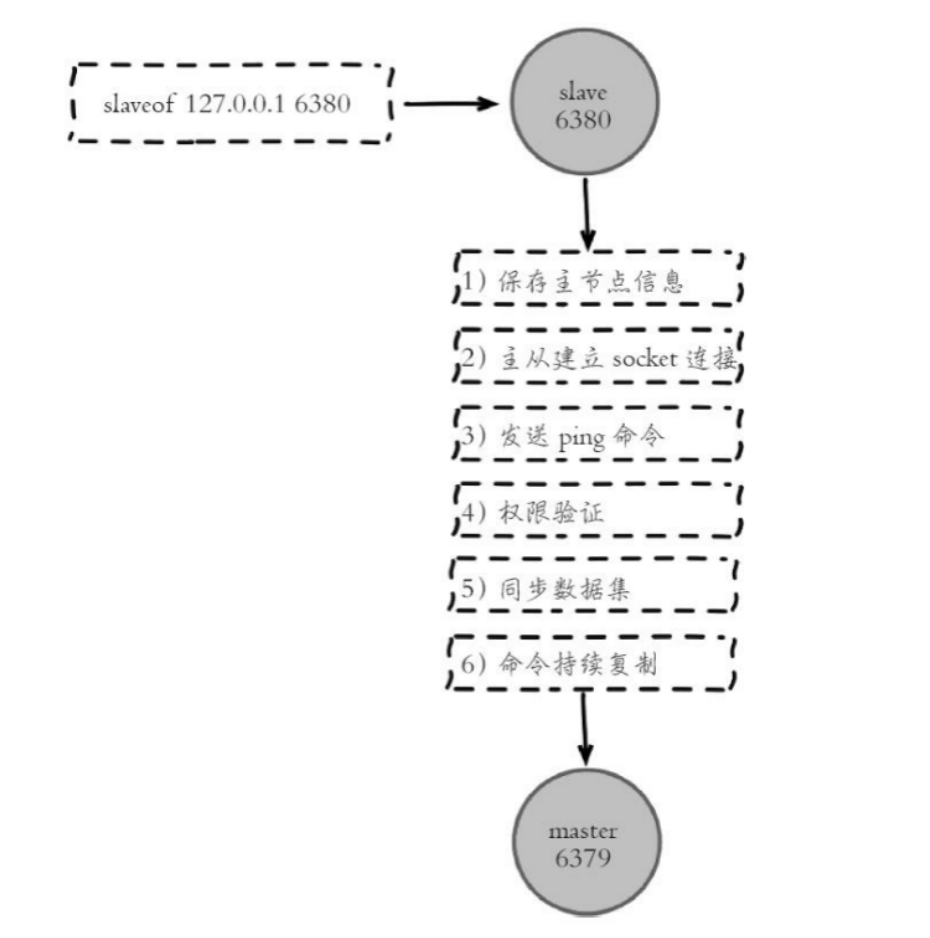 slaveof 127.0.0.1 6380
slave
6380
1) 保存主节点信息
2) 主从建立 socket 连接
3) 发送 ping 命令
4) 权限验证
5) 同步数据集
6) 命令持续复制
master
6379